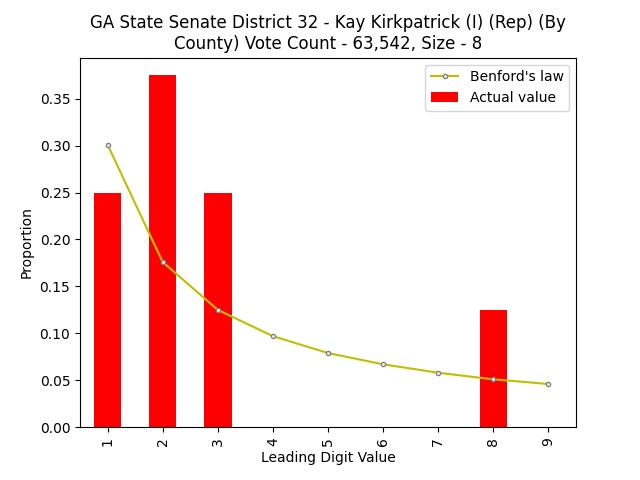 GA State Senate District 32 - Kay Kirkpatrick (I) (Rep) (By
County) Vote Count - 63,542, Size - 8
Benford's law
Actual value
0.35
0.30
0.25
0.20
0.15
0.10
0.05
0.00
Proportion
1 2 3 4 5 6 7 8 9
Leading Digit Value